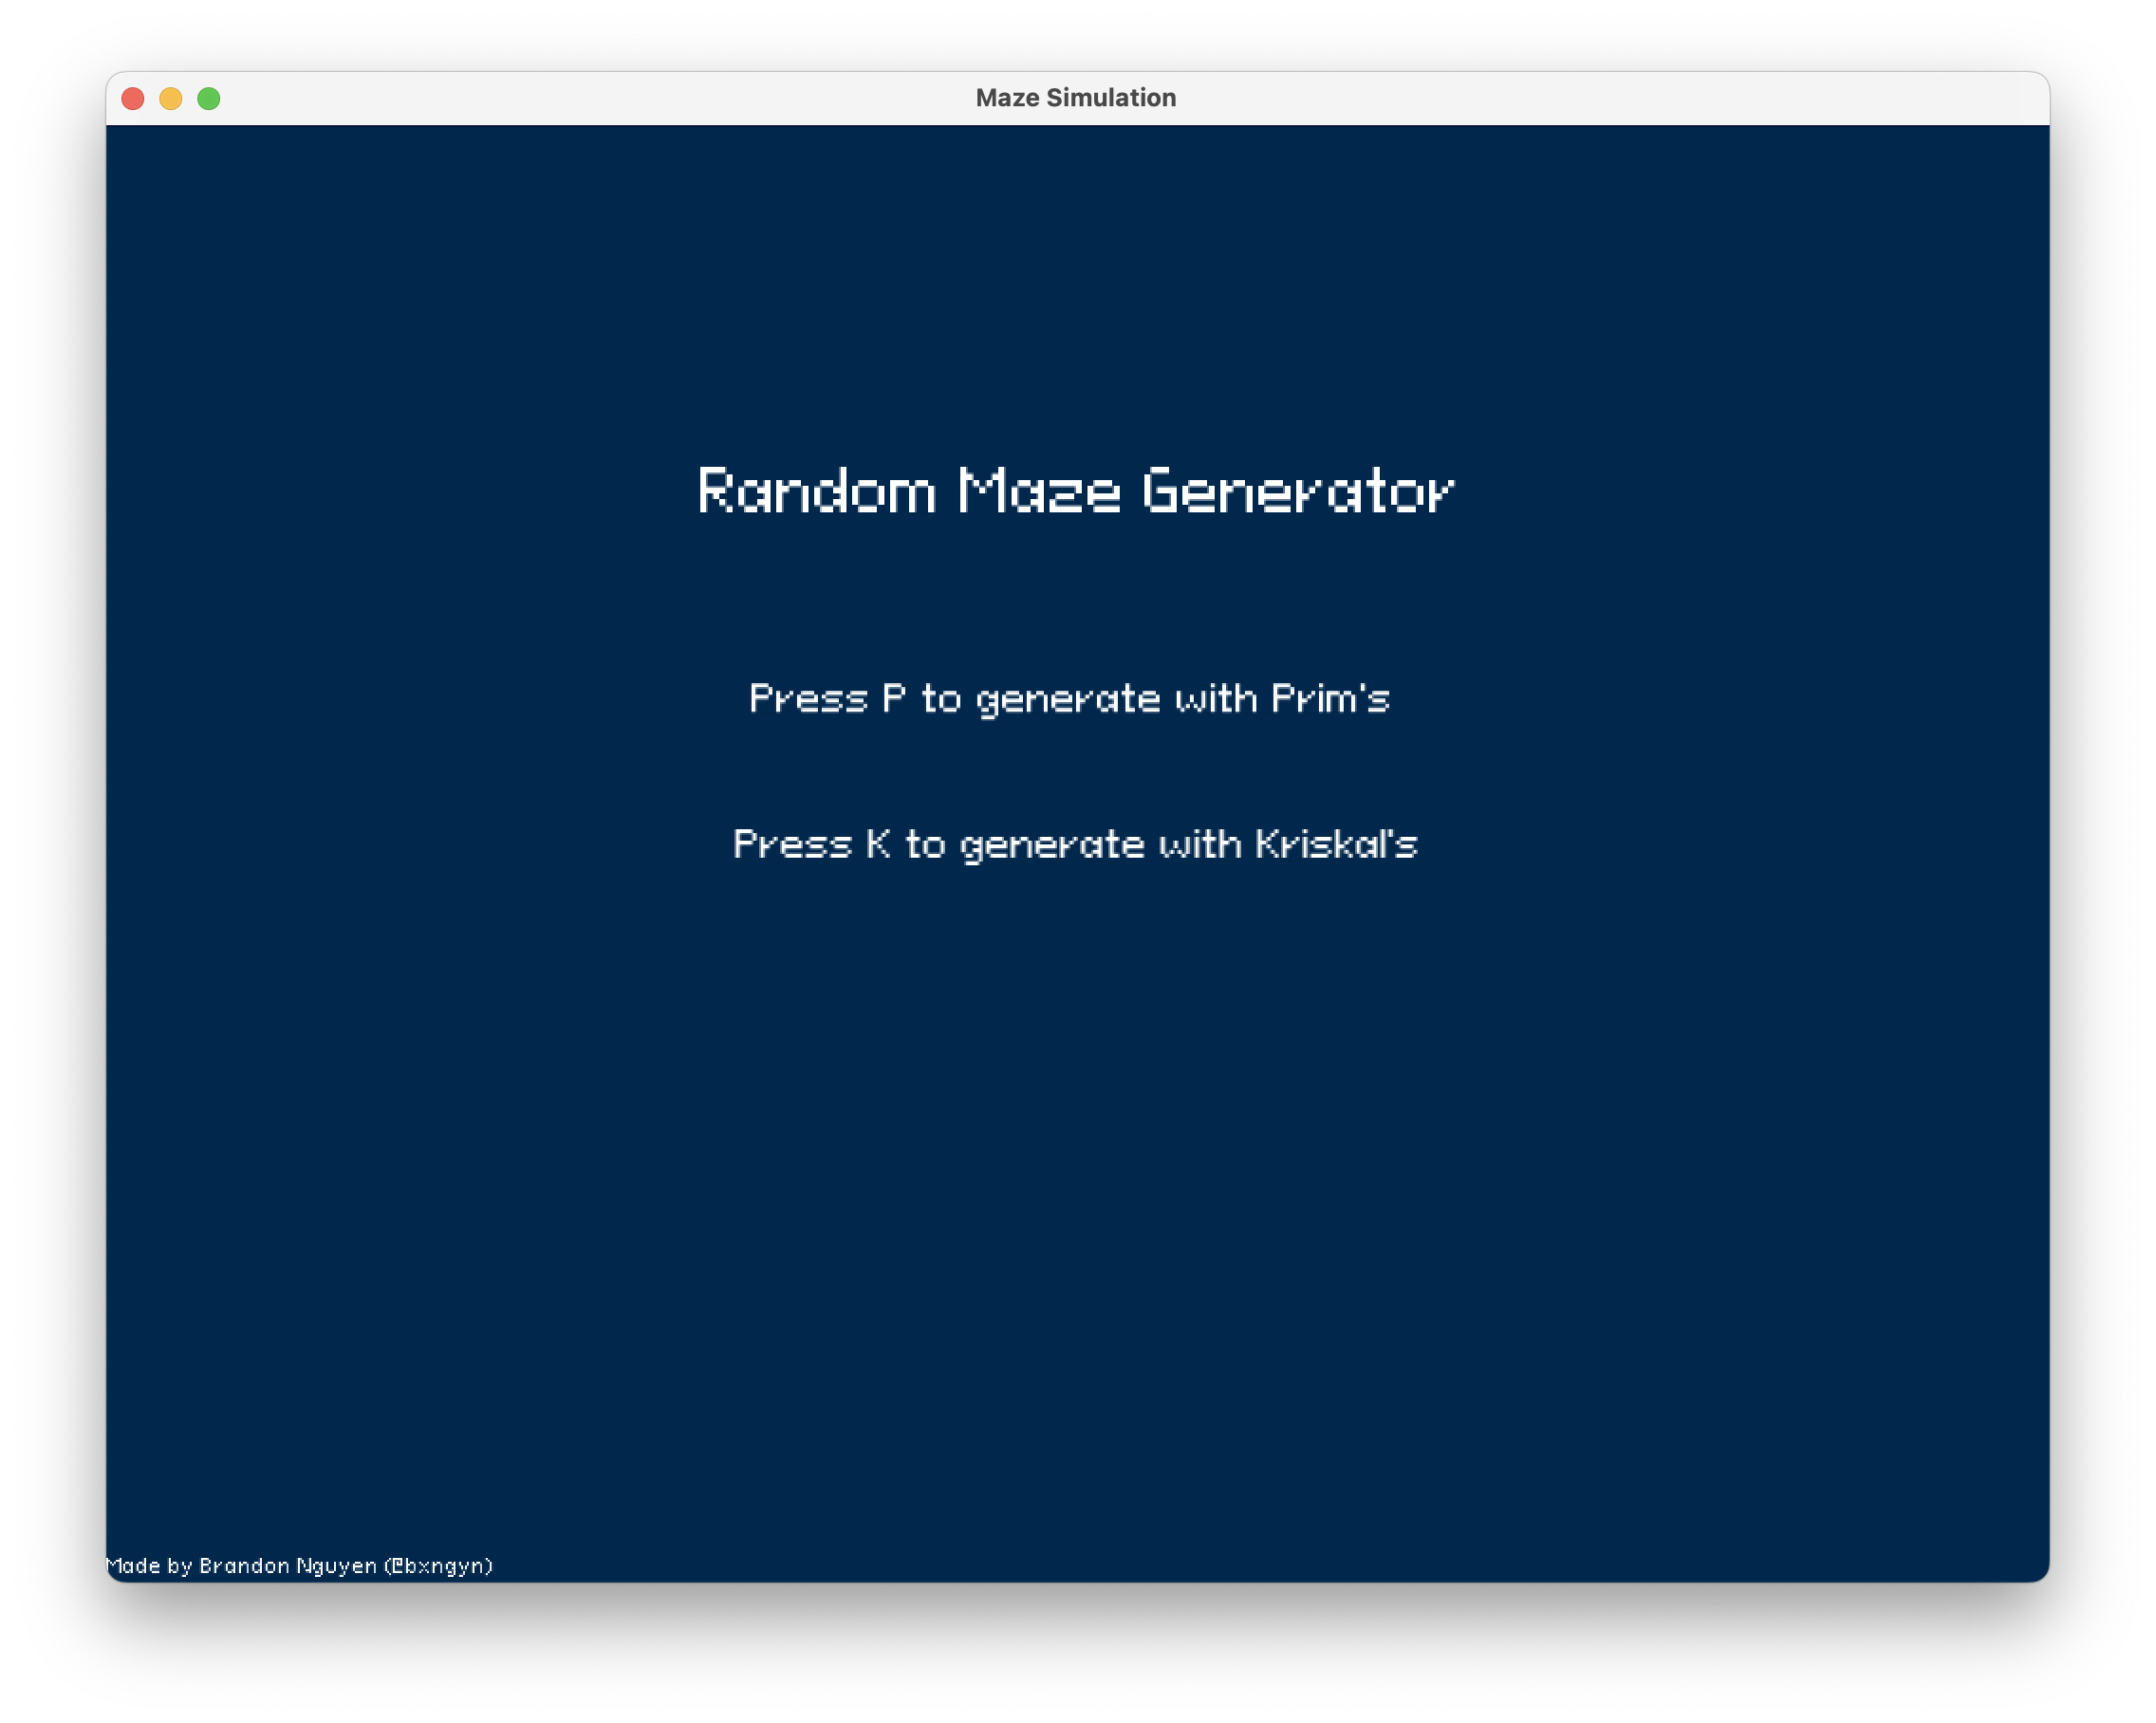 Maze Simulation
Random Maze Generator
Press P to generate with Prim's
Press K to generate with Kriskal's
Made by Brandon Nguyen (@bxngyn)